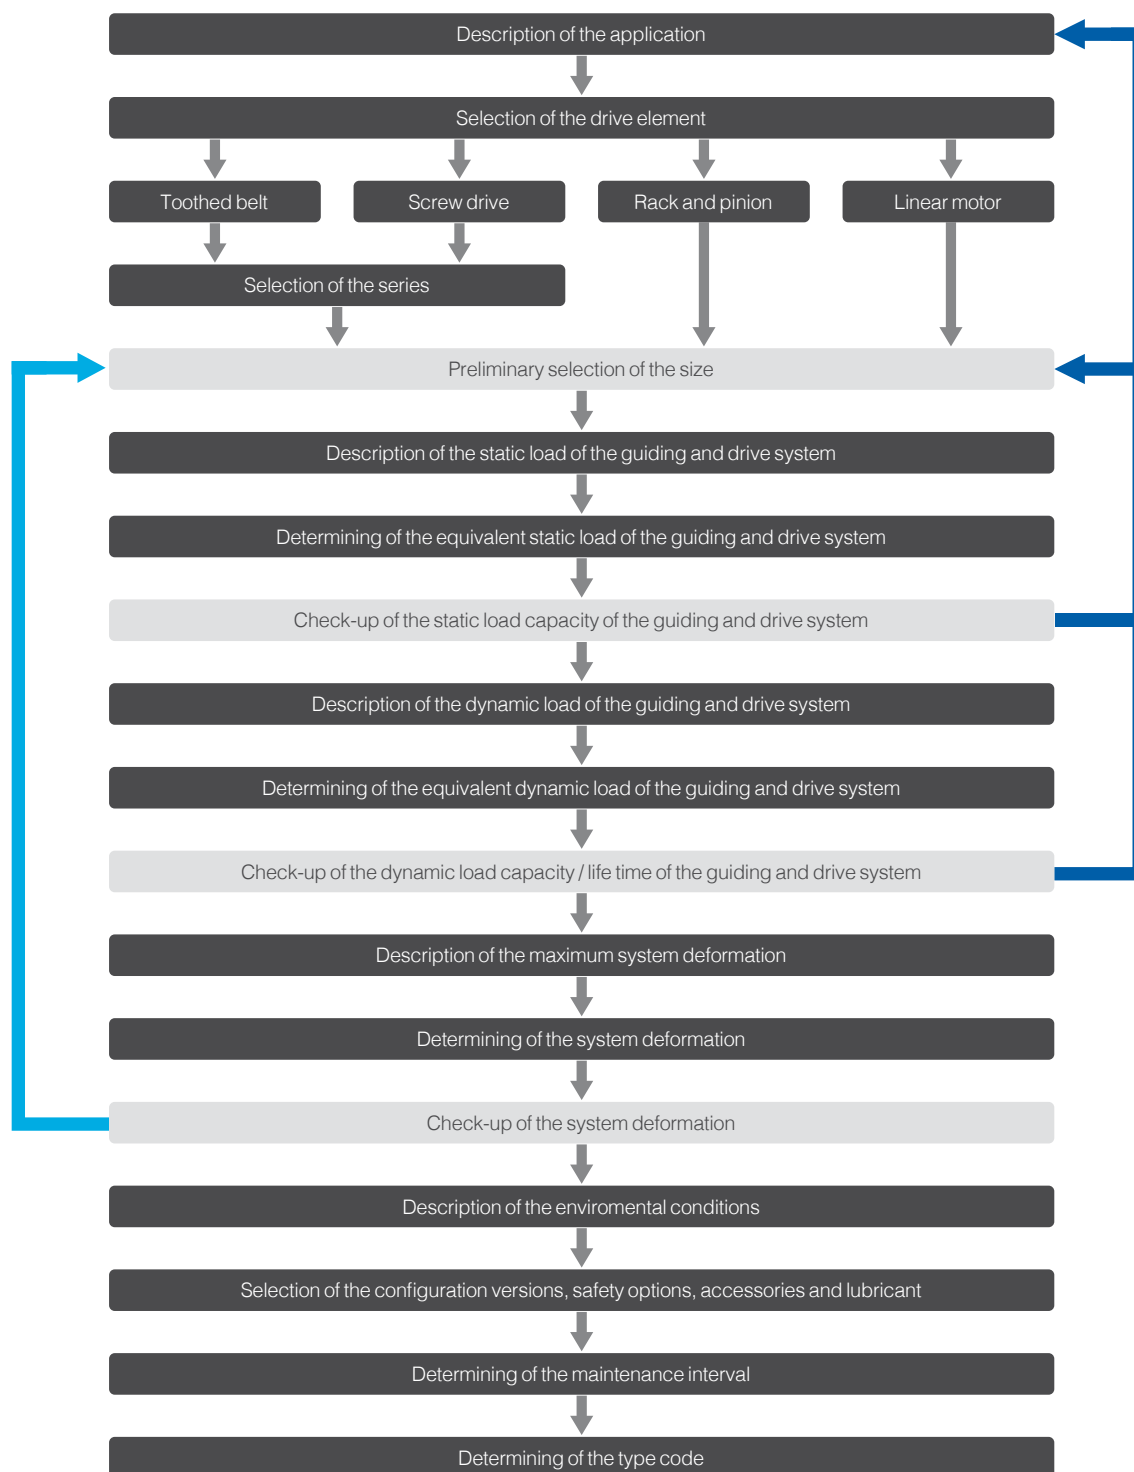 Description of the application
Selection of the drive element
Toothed belt
Screw drive
Rack and pinion
Linear motor
Selection of the series
Preliminary selection of the size
Description of the static load of the guiding and drive system
Determining of the equivalent static load of the guiding and drive system
Check-up of the static load capacity of the guiding and drive system
Description of the dynamic load of the guiding and drive system
Determining of the equivalent dynamic load of the guiding and drive system
Check-up of the dynamic load capacity / life time of the guiding and drive system
Description of the maximum system deformation
Determining of the system deformation
Check-up of the system deformation
Description of the enviromental conditions
Selection of the configuration versions, safety options, accessories and lubricant
Determining of the maintenance interval
Determining of the type code